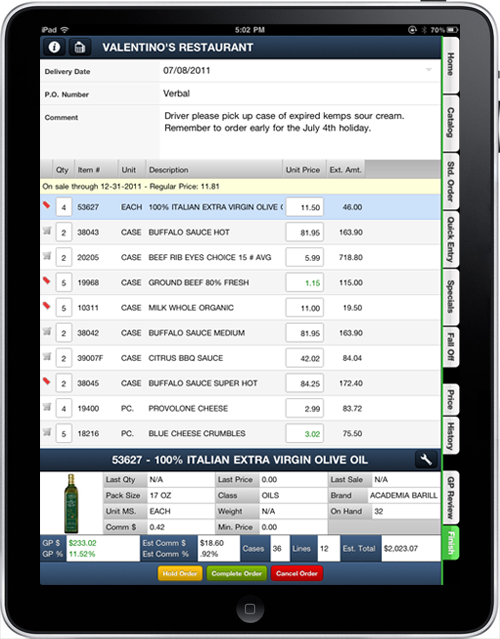 iPad 5:02 PM 70%
VALENTINO'S RESTAURANT
Delivery Date 07/08/2011
P.O. Number Verbal
Comment Driver please pick up case of expired kemps sour cream.
Remember to order early for the July 4th holiday.
Qty Item # Unit Description Unit Price Ext. Amt.
On sale through 12-31-2011 - Regular Price: 11.81
4 53627 EACH 100% ITALIAN EXTRA VIRGIN OLIVE 11.50 46.00
2 38043 CASE BUFFALO SAUCE HOT 81.95 163.90
2 20205 CASE BEEF RIB EYES CHOICE 15 # AVG 5.99 718.80
5 19968 CASE GROUND BEEF 80% FRESH 1.15 115.00
5 10311 CASE MILK WHOLE ORGANIC 11.00 19.50
2 38042 CASE BUFFALO SAUCE MEDIUM 81.95 163.90
2 39007F CASE CITRUS BBQ SAUCE 42.02 84.04
2 38045 CASE BUFFALO SAUCE SUPER HOT 84.25 172.40
4 19400 PC. PROVOLONE CHEESE 2.99 83.72
5 18216 PC. BLUE CHEESE CRUMBLES 3.02 75.50
53627 - 100% ITALIAN EXTRA VIRGIN OLIVE OIL
Last Qty N/A Last Price 0.00 Last Sale N/A
Pack Size 17 OZ Class OILS Brand ACADEMIA BARILL
Unit MS. EACH Weight N/A On Hand 32
Comm $ 0.42 Min. Price 0.00
GP $ $233.02 Est Comm $ $18.60 Cases 36 Lines 12 Est. Total $2,023.07
GP % 11.52% Est Comm % .92%
Hold Order Complete Order Cancel Order
Home
Catalog
Std. Order
Quick Entry
Specials
Fall Off
Price
History
GP Review
Finish